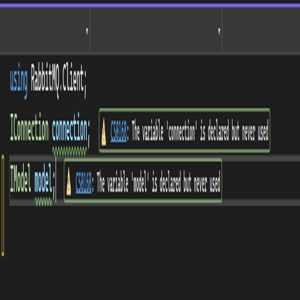 using RabbitMQ.Client;
IConnection connection; CS0168: The variable 'connection' is declared but never used
IModel model; CS0168: The variable 'model' is declared but never used